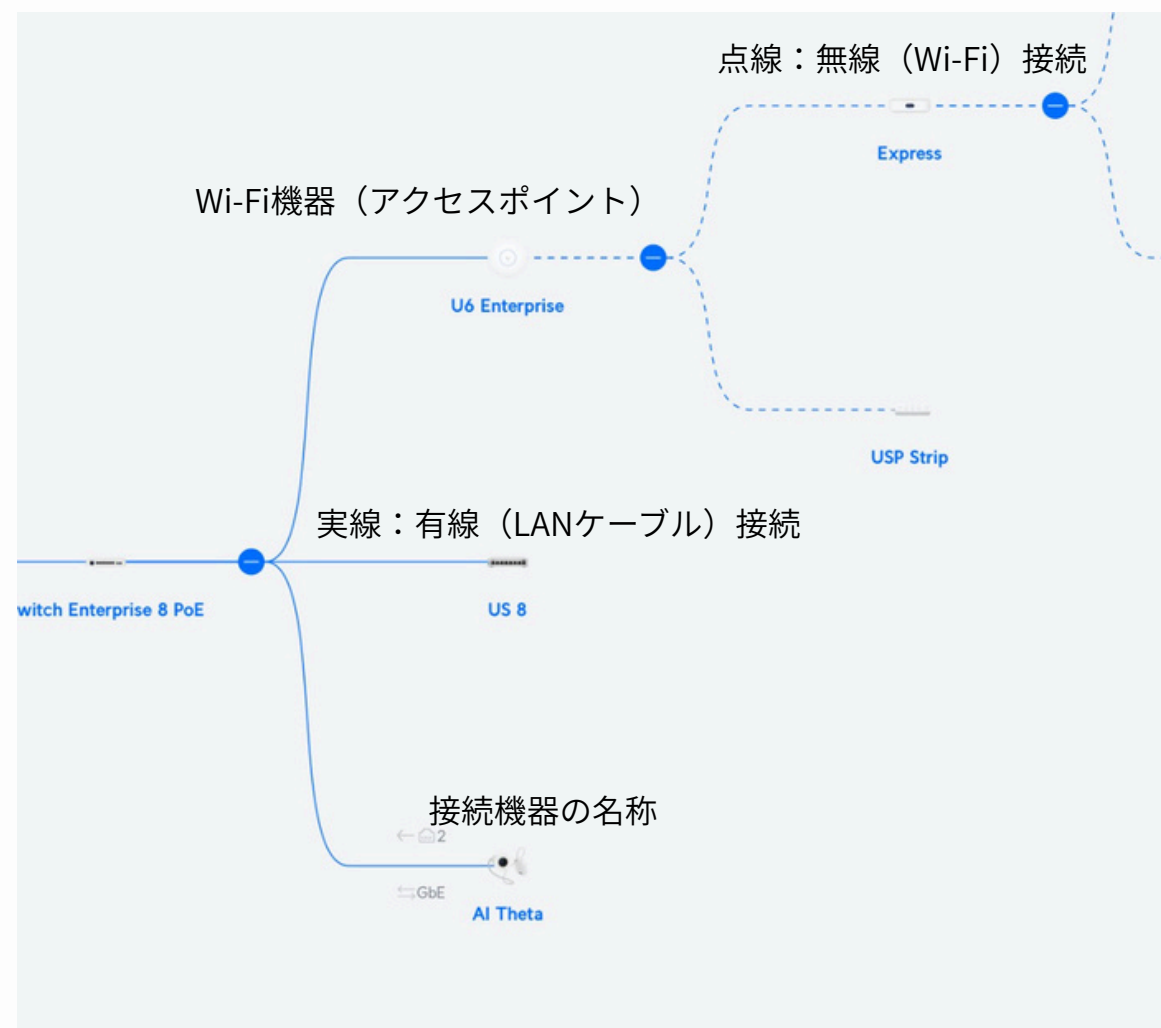 点線：無線（Wi-Fi）接続
Express
Wi-Fi機器（アクセスポイント）
U6 Enterprise
USP Strip
実線：有線（LANケーブル）接続
witch Enterprise 8 PoE
US 8
接続機器の名称
2
GbE
AI Theta